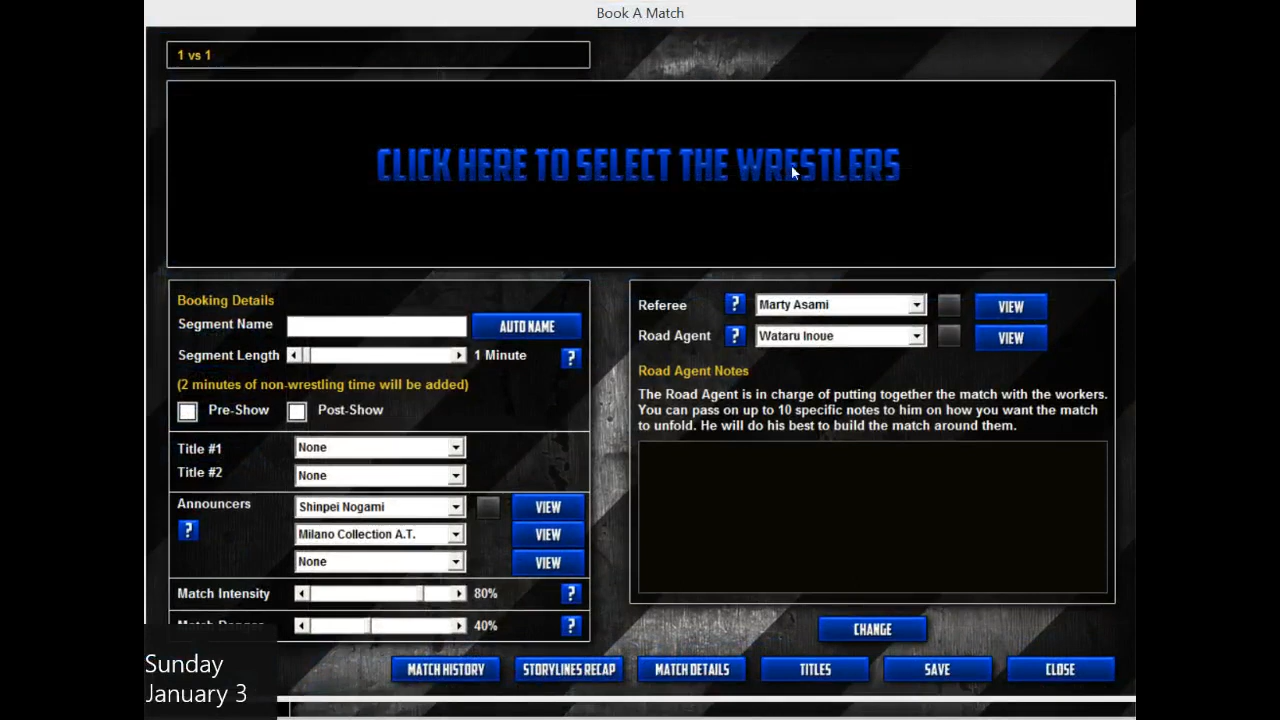 Book A Match
1 vs 1
CLICK HERE TO SELECT THE WRESTLERS
Booking Details
Segment Name
AUTO NAME
Segment Length
1 Minute
?
(2 minutes of non-wrestling time will be added)
Pre-Show
Post-Show
Title #1
None
Title #2
None
Announcers
Shinpei Nogami
VIEW
?
Milano Collection A.T.
VIEW
None
VIEW
Match Intensity
80%
?
Match Danger
40%
?
Referee
?
Marty Asami
VIEW
Road Agent
?
Wataru Inoue
VIEW
Road Agent Notes
The Road Agent is in charge of putting together the match with the workers.
You can pass on up to 10 specific notes to him on how you want the match
to unfold. He will do his best to build the match around them.
CHANGE
MATCH HISTORY
STORYLINES RECAP
MATCH DETAILS
TITLES
SAVE
CLOSE
Sunday
January 3